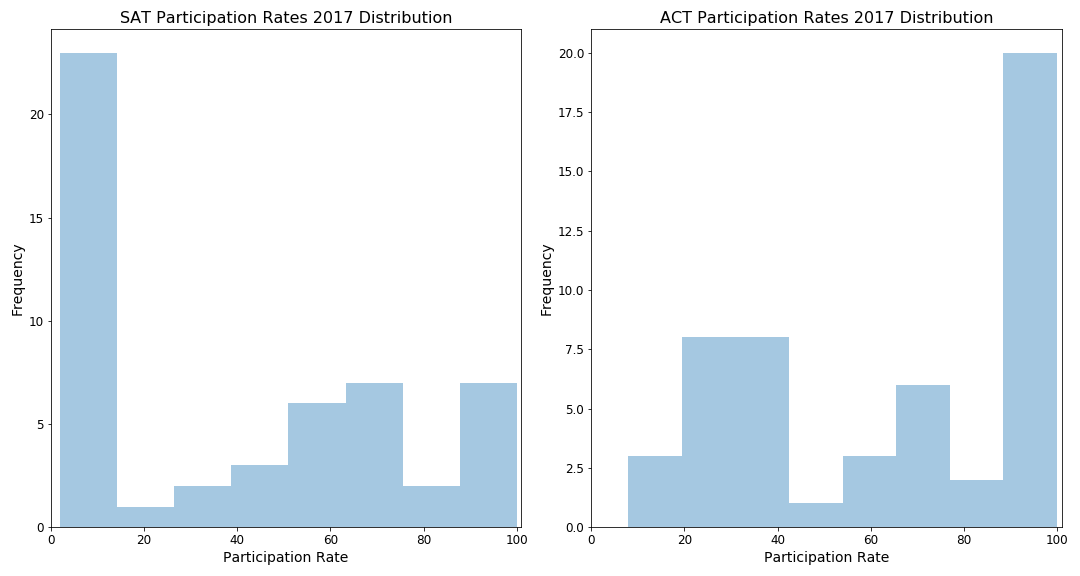 SAT Participation Rates 2017 Distribution
20
15
10
5
0
Frequency
0 20 40 60 80 100
Participation Rate
ACT Participation Rates 2017 Distribution
20.0
17.5
15.0
12.5
10.0
7.5
5.0
2.5
0.0
Frequency
0 20 40 60 80 100
Participation Rate